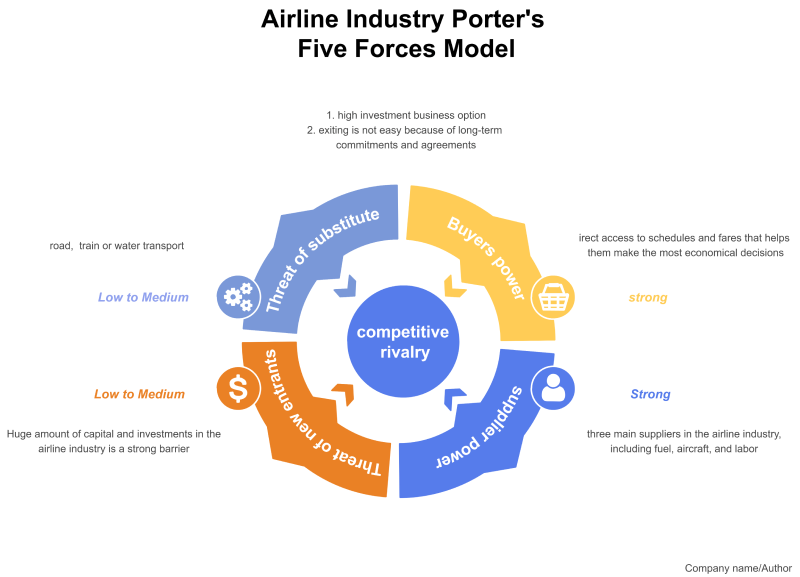 Airline Industry Porter's
Five Forces Model
1. high investment business option
2. exiting is not easy because of long-term
commitments and agreements
Threat of substitute
Buyers power
road, train or water transport
irect access to schedules and fares that helps
them make the most economical decisions
Low to Medium
strong
competitive
rivalry
Low to Medium
Strong
$
Threat of new entrants
supplier power
Huge amount of capital and investments in the
airline industry is a strong barrier
three main suppliers in the airline industry,
including fuel, aircraft, and labor
Company name/Author